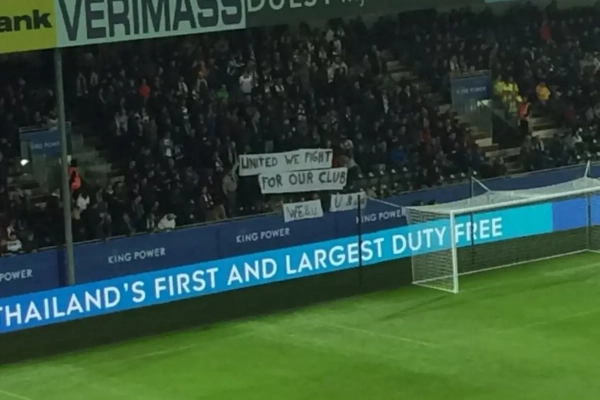 ank
VERIMASS
UNITED WE FIGHT
FOR OUR CLUB
KING POWER
KING POWER
KING POWER
POWER
THAILAND'S FIRST AND LARGEST DUTY FREE